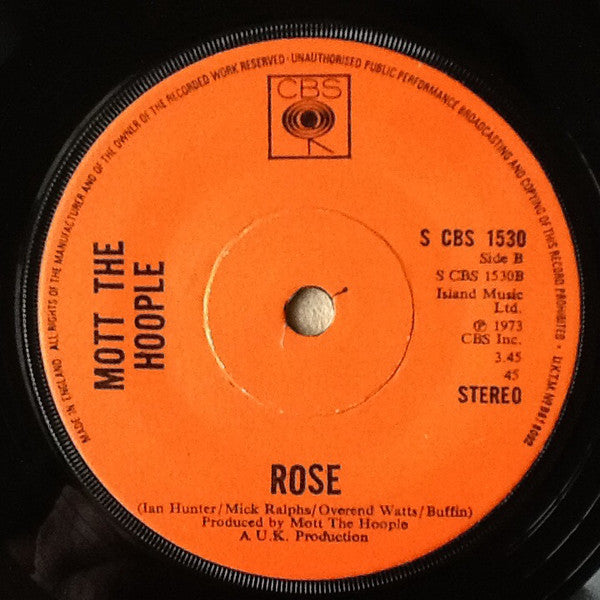 MADE IN ENGLAND. ALL RIGHTS OF THE MANUFACTURER AND OF THE OWNER OF THE RECORDED WORK RESERVED · UNAUTHORISED PUBLIC PERFORMANCE BROADCASTING AND COPYING OF THIS RECORD PROHIBITED ·
CBS
MOTT THE
HOOPLE
S CBS 1530
Side B
S CBS 1530B
Island Music
Ltd.
℗ 1973
CBS Inc.
3.45
45
STEREO
ROSE
(Ian Hunter/Mick Ralphs/Overend Watts/Buffin)
Produced by Mott The Hoople
A U.K. Production